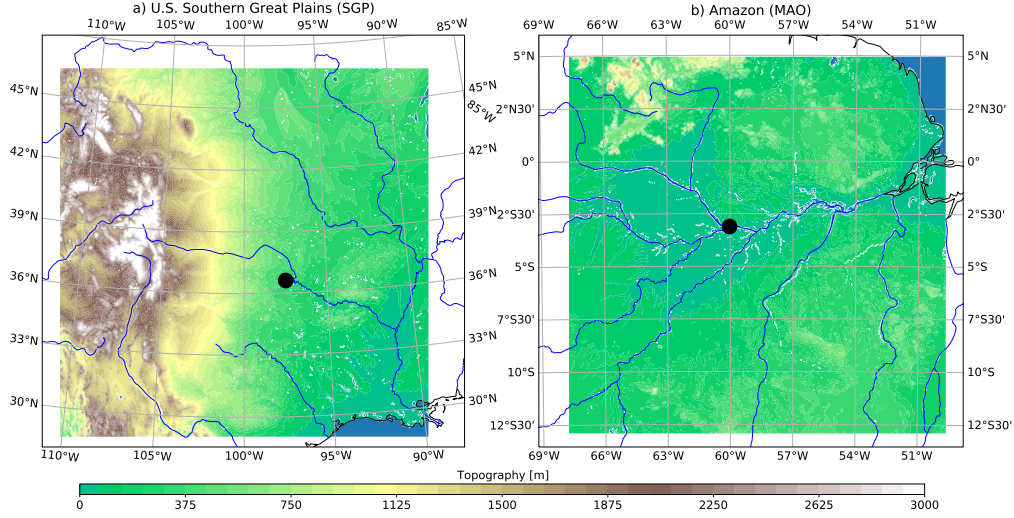 a) U.S. Southern Great Plains (SGP)
110°W 105°W 100°W 95°W 90°W 85°W
45°N
42°N
39°N
36°N
33°N
30°N
45°N
85°W
42°N
39°N
36°N
33°N
30°N
110°W 105°W 100°W 95°W 90°W
b) Amazon (MAO)
69°W 66°W 63°W 60°W 57°W 54°W 51°W
5°N
2°N30'
0°
2°S30'
5°S
7°S30'
10°S
12°S30'
5°N
2°N30'
0°
2°S30'
5°S
7°S30'
10°S
12°S30'
69°W 66°W 63°W 60°W 57°W 54°W 51°W
Topography [m]
0 375 750 1125 1500 1875 2250 2625 3000